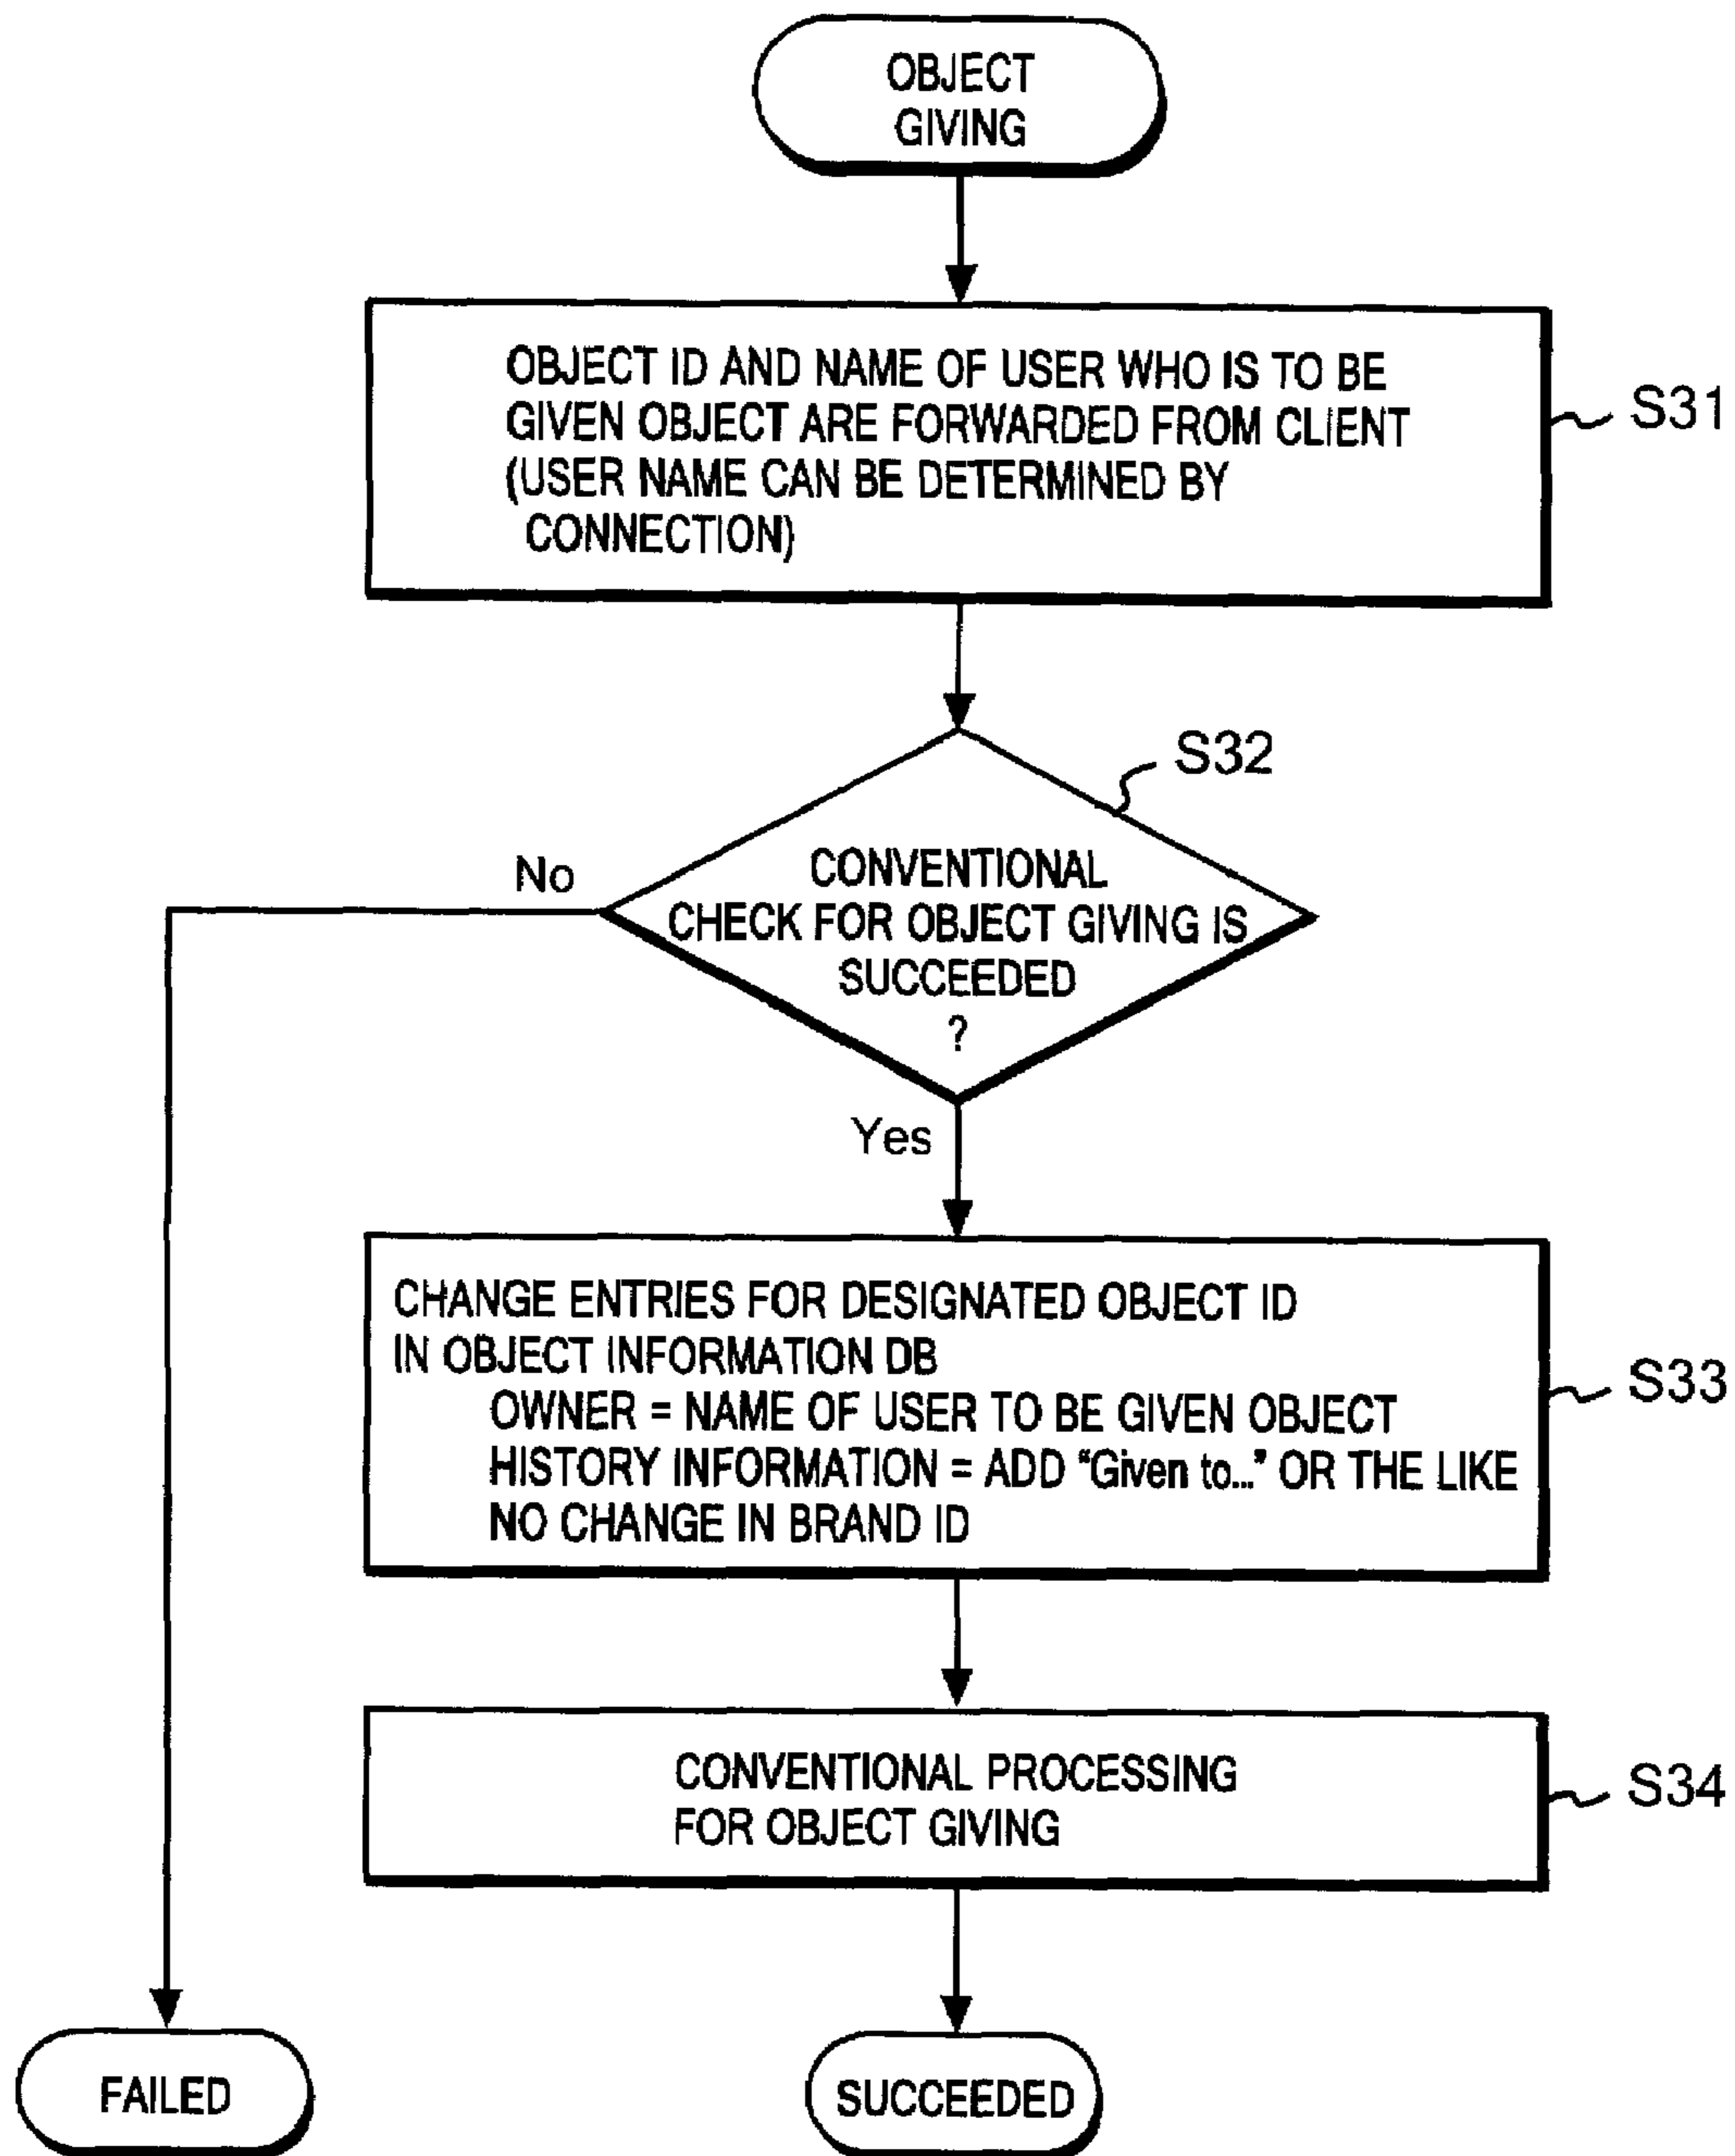 OBJECT
GIVING
OBJECT ID AND NAME OF USER WHO IS TO BE
GIVEN OBJECT ARE FORWARDED FROM CLIENT
(USER NAME CAN BE DETERMINED BY
CONNECTION)
S31
S32
No
CONVENTIONAL
CHECK FOR OBJECT GIVING IS
SUCCEEDED
?
Yes
CHANGE ENTRIES FOR DESIGNATED OBJECT ID
IN OBJECT INFORMATION DB
OWNER = NAME OF USER TO BE GIVEN OBJECT
HISTORY INFORMATION = ADD "Given to..." OR THE LIKE
NO CHANGE IN BRAND ID
S33
CONVENTIONAL PROCESSING
FOR OBJECT GIVING
S34
FAILED
SUCCEEDED